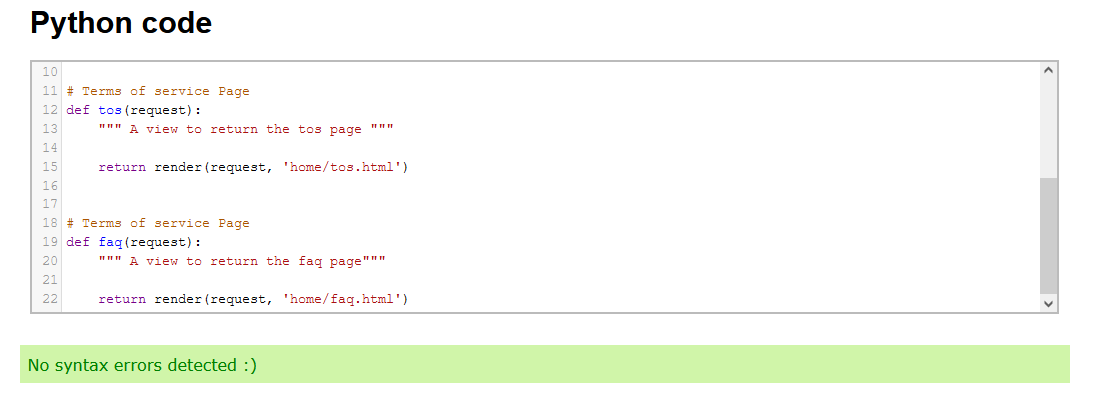 Python code
10
11 # Terms of service Page
12 def tos(request):
13     """ A view to return the tos page """
14
15     return render(request, 'home/tos.html')
16
17
18 # Terms of service Page
19 def faq(request):
20     """ A view to return the faq page"""
21
22     return render(request, 'home/faq.html')
No syntax errors detected :)